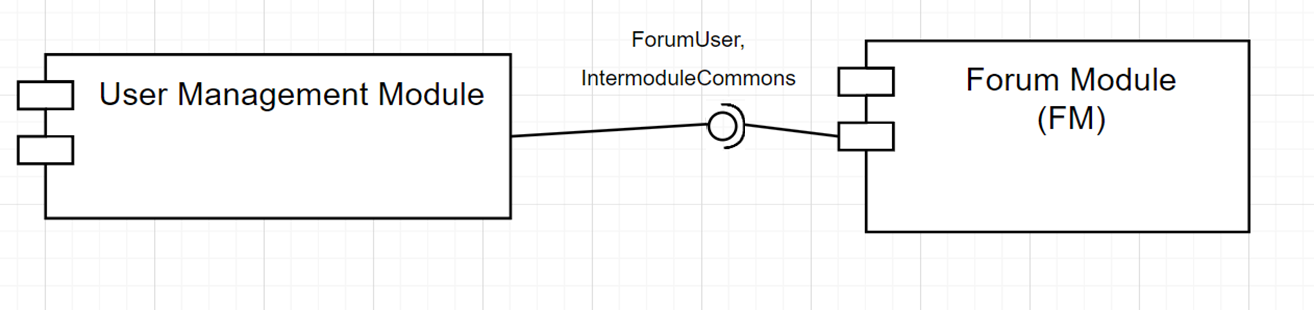 ForumUser,
IntermoduleCommons
User Management Module
Forum Module
(FM)